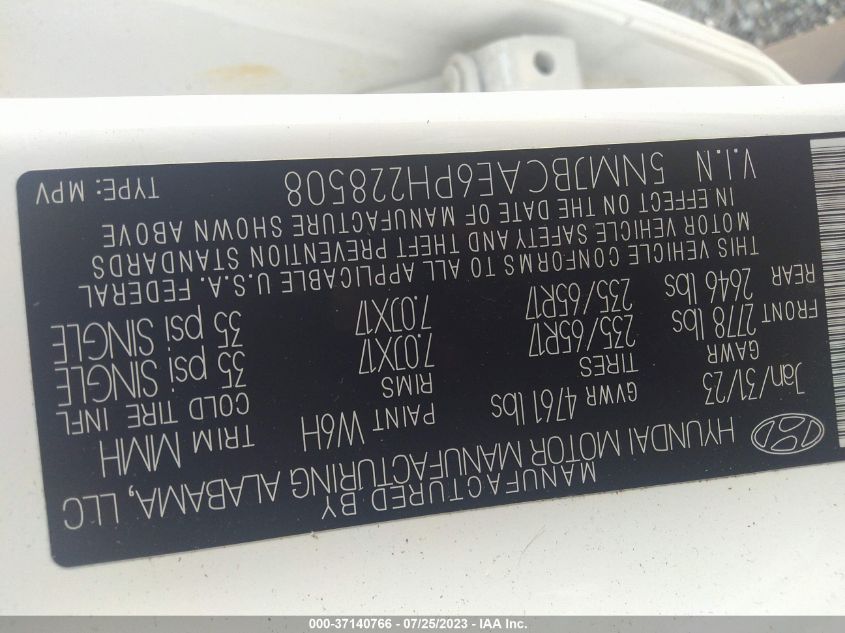 MANUFACTURED BY
HYUNDAI MOTOR MANUFACTURING ALABAMA, LLC
Jan/31/23 GVWR 4761 lbs PAINT W6H TRIM MMH
GAWR TIRES RIMS COLD TIRE INFL
FRONT 2778 lbs 235/65R17 7.0JX17 35 psi SINGLE
REAR 2646 lbs 235/65R17 7.0JX17 35 psi SINGLE
THIS VEHICLE CONFORMS TO ALL APPLICABLE U.S.A. FEDERAL
MOTOR VEHICLE SAFETY AND THEFT PREVENTION STANDARDS
IN EFFECT ON THE DATE OF MANUFACTURE SHOWN ABOVE
V.I.N 5NMJBCAE6PH228508 TYPE: MPV
000-37140766 - 07/25/2023 - IAA Inc.